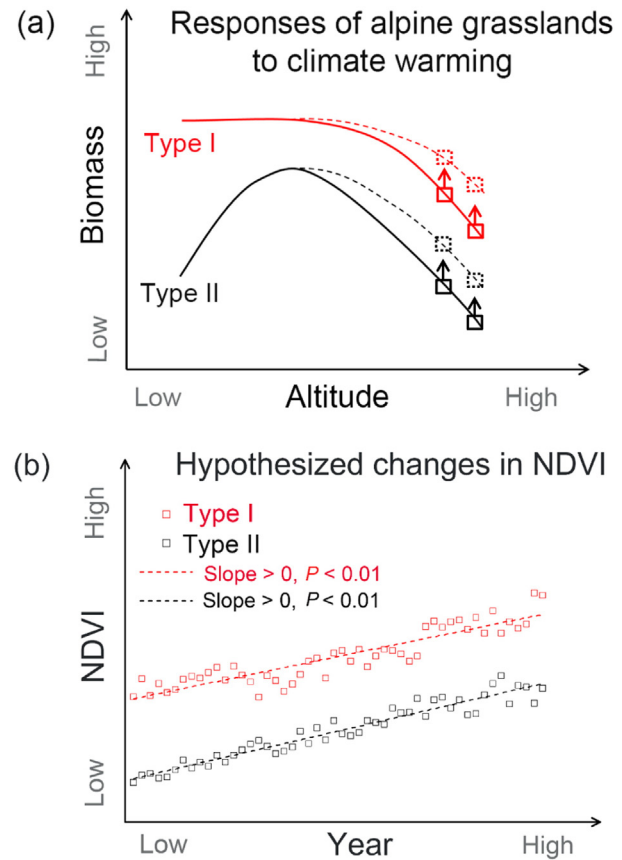 (a)
Responses of alpine grasslands
to climate warming
High
Biomass
Low
Type I
Type II
Low
Altitude
High
(b)
Hypothesized changes in NDVI
High
NDVI
Low
Type I
Type II
Slope > 0, P < 0.01
Slope > 0, P < 0.01
Low
Year
High